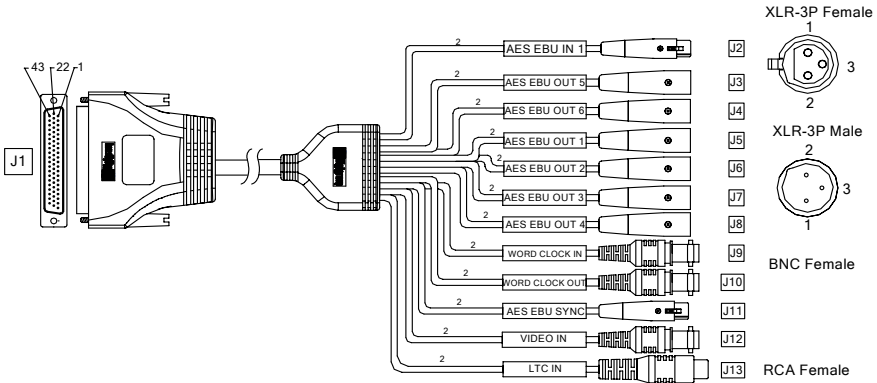 XLR-3P Female
1
3
2
XLR-3P Male
2
3
1
BNC Female
RCA Female
43 22 1
J1
2 AES EBU IN 1 J2
2 AES EBU OUT 5 J3
2 AES EBU OUT 6 J4
2 AES EBU OUT 1 J5
2 AES EBU OUT 2 J6
2 AES EBU OUT 3 J7
2 AES EBU OUT 4 J8
2 WORD CLOCK IN J9
2 WORD CLOCK OUT J10
2 AES EBU SYNC J11
2 VIDEO IN J12
2 LTC IN J13